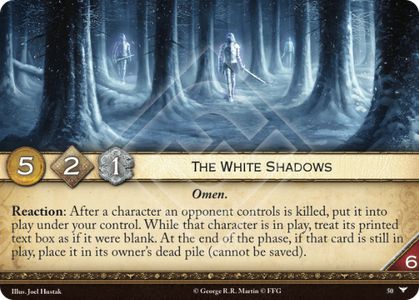 5 2 1 THE WHITE SHADOWS
Omen.
Reaction: After a character an opponent controls is killed, put it into
play under your control. While that character is in play, treat its printed
text box as if it were blank. At the end of the phase, if that card is still in
play, place it in its owner's dead pile (cannot be saved).
6
Illus. Joel Hustak © George R.R. Martin © FFG 50